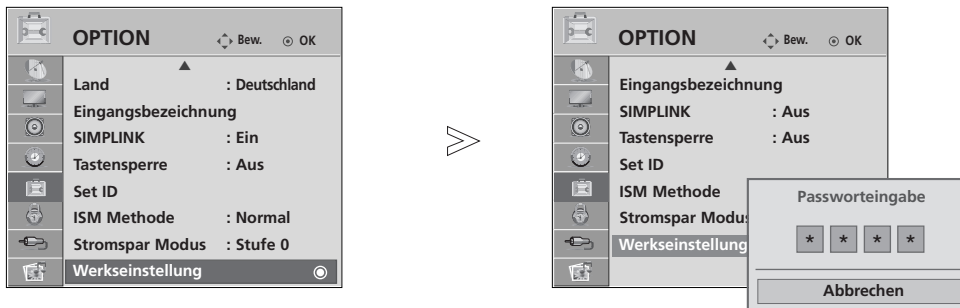 OPTION Bew. OK
Land : Deutschland
Eingangsbezeichnung
SIMPLINK : Ein
Tastensperre : Aus
Set ID
ISM Methode : Normal
Stromspar Modus : Stufe 0
Werkseinstellung
OPTION Bew. OK
Eingangsbezeichnung
SIMPLINK : Aus
Tastensperre : Aus
Set ID
ISM Methode
Stromspar Modus
Werkseinstellung
Passworteingabe
* * * *
Abbrechen